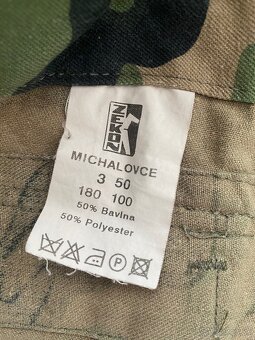 ZEKON
MICHALOVCE
3 50
180 100
50% Bavlna
50% Polyester
P